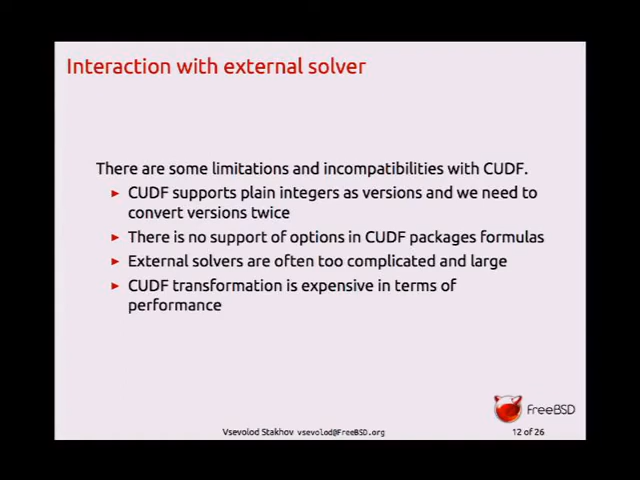 Interaction with external solver
There are some limitations and incompatibilities with CUDF.
► CUDF supports plain integers as versions and we need to
convert versions twice
► There is no support of options in CUDF packages formulas
► External solvers are often too complicated and large
► CUDF transformation is expensive in terms of
performance
FreeBSD
Vsevolod Stakhov vsevolod@FreeBSD.org
12 of 26